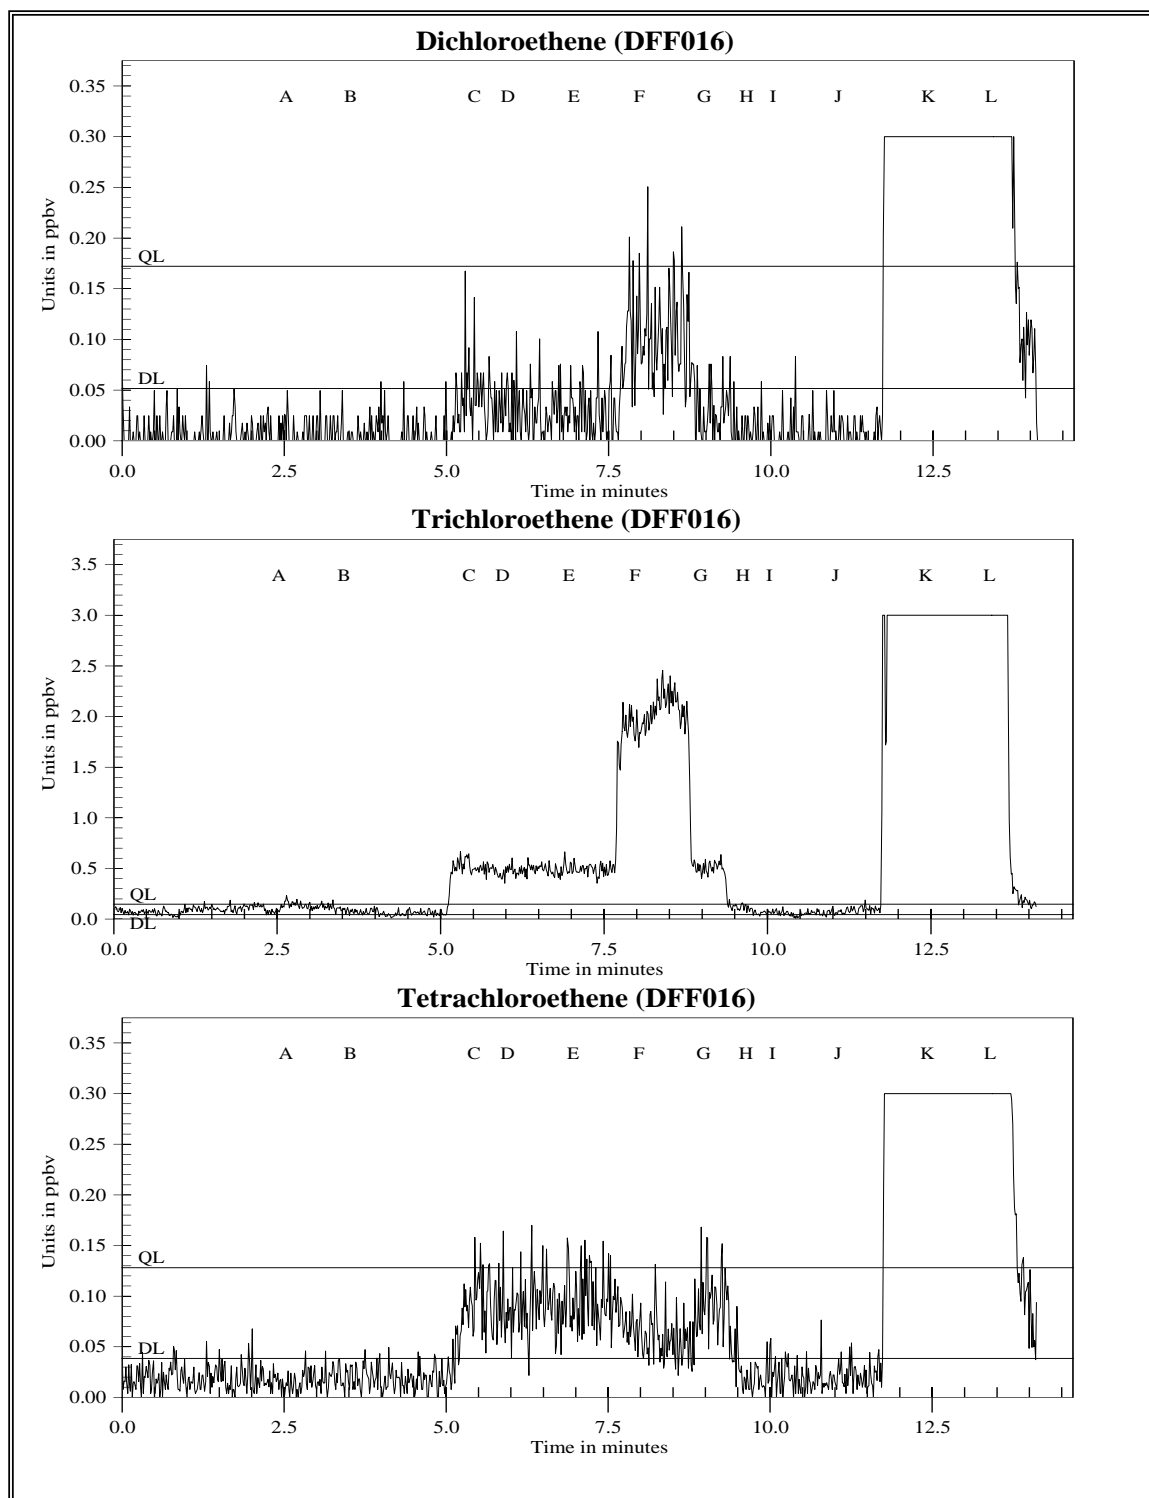 Dichloroethene (DFF016)
0.35
A B C D E F G H I J K L
0.30
0.25
Units in ppbv
0.20
QL
0.15
0.10
DL
0.05
0.00
0.0 2.5 5.0 7.5 10.0 12.5
Time in minutes
Trichloroethene (DFF016)
3.5
A B C D E F G H I J K L
3.0
2.5
Units in ppbv
2.0
1.5
1.0
0.5
QL
0.0
DL
0.0 2.5 5.0 7.5 10.0 12.5
Time in minutes
Tetrachloroethene (DFF016)
0.35
A B C D E F G H I J K L
0.30
0.25
Units in ppbv
0.20
0.15
QL
0.10
0.05
DL
0.00
0.0 2.5 5.0 7.5 10.0 12.5
Time in minutes